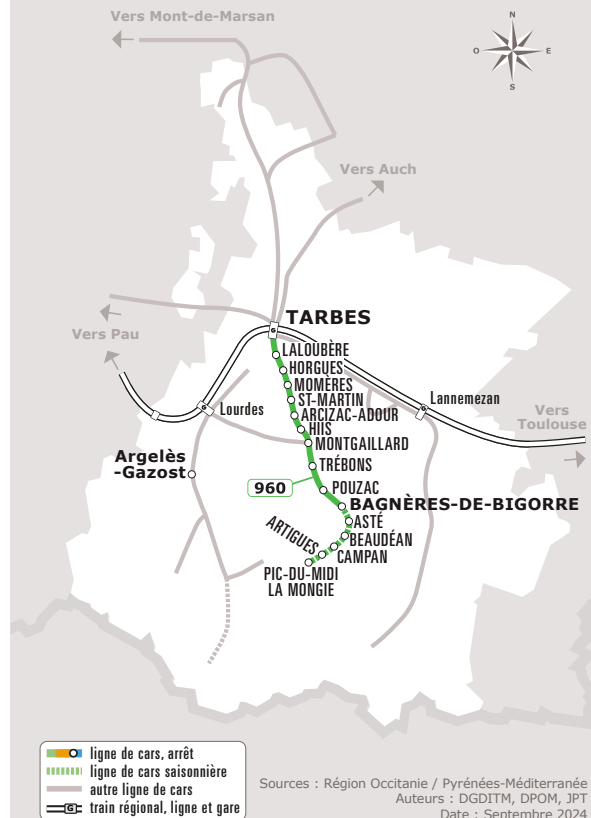 Vers Mont-de-Marsan
N
O
E
S
Vers Auch
TARBES
Vers Pau
LALOUBÈRE
HORGUES
MOMÈRES
ST-MARTIN
ARCIZAC-ADOUR
HIIS
MONTGAILLARD
Lourdes
Lannemezan
Vers
Toulouse
Argelès
-Gazost
TRÉBONS
960
POUZAC
BAGNÈRES-DE-BIGORRE
ASTÉ
ARTIGUES
BEAUDÉAN
CAMPAN
PIC-DU-MIDI
LA MONGIE
ligne de cars, arrêt
ligne de cars saisonnière
autre ligne de cars
train régional, ligne et gare
Sources : Région Occitanie / Pyrénées-Méditerranée
Auteurs : DGDITM, DPOM, JPT
Date : Septembre 2024